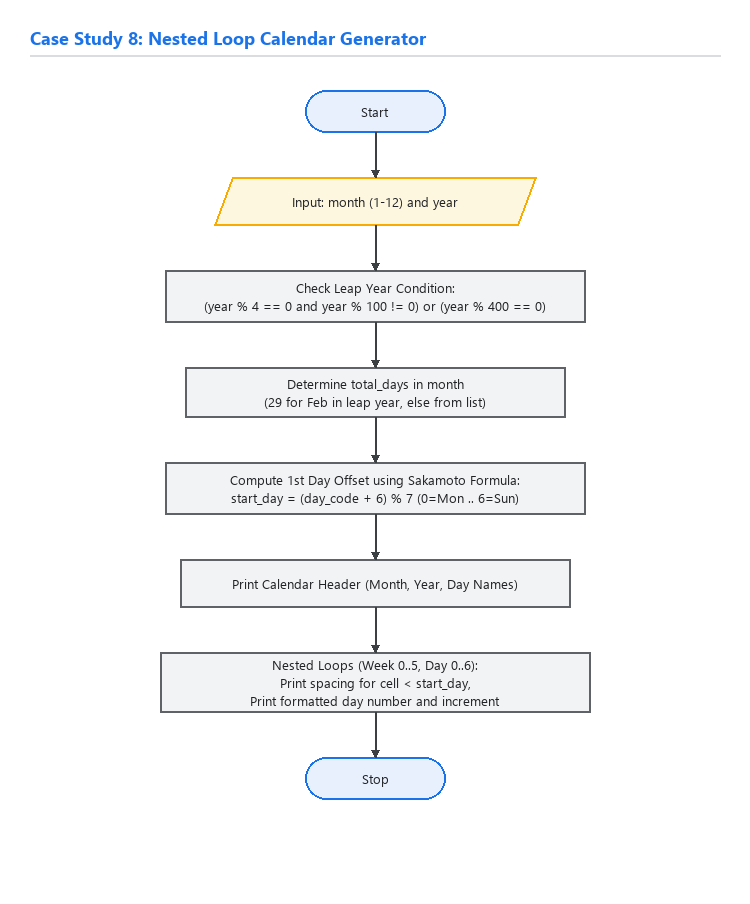 Case Study 8: Nested Loop Calendar Generator
Start
Input: month (1-12) and year
Check Leap Year Condition:
(year % 4 == 0 and year % 100 != 0) or (year % 400 == 0)
Determine total_days in month
(29 for Feb in leap year, else from list)
Compute 1st Day Offset using Sakamoto Formula:
start_day = (day_code + 6) % 7 (0=Mon .. 6=Sun)
Print Calendar Header (Month, Year, Day Names)
Nested Loops (Week 0..5, Day 0..6):
Print spacing for cell < start_day,
Print formatted day number and increment
Stop